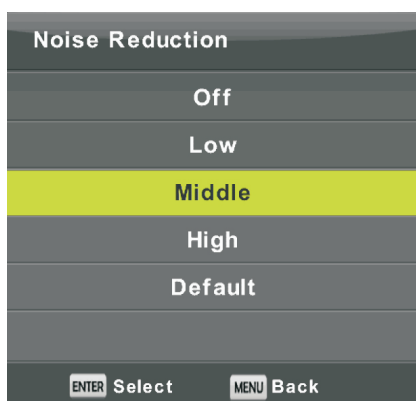 Noise Reduction
Off
Low
Middle
High
Default
ENTER Select MENU Back